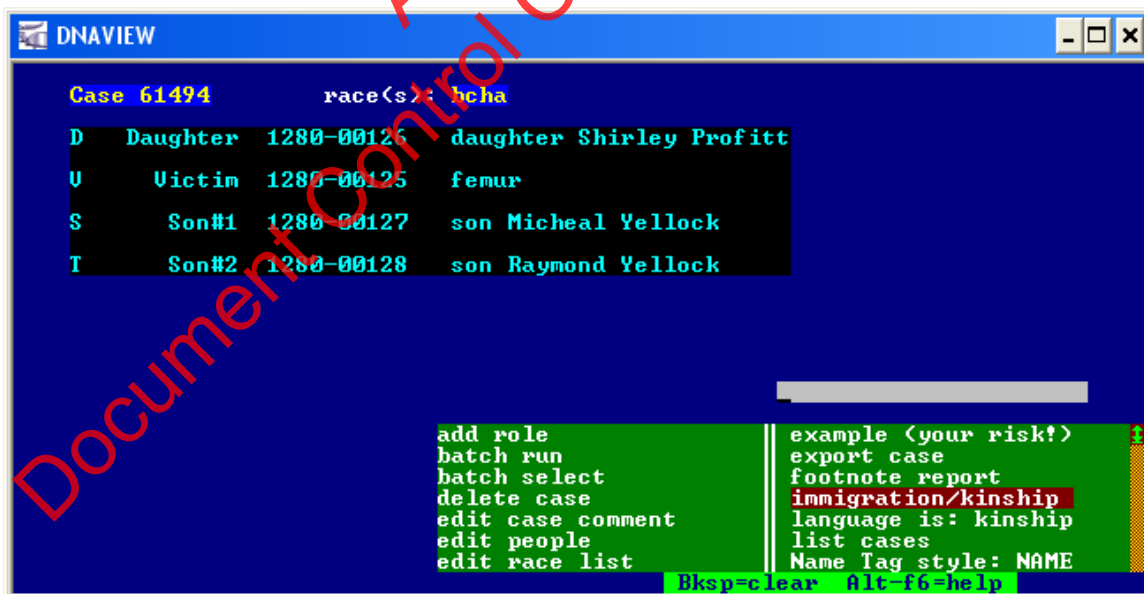 DNAVIEW
Case 61494 race(s): bcha
D Daughter 1280-00126 daughter Shirley Profitt
V Victim 1280-00125 femur
S Son#1 1280-00127 son Micheal Yellock
T Son#2 1280-00128 son Raymond Yellock
add role
batch run
batch select
delete case
edit case comment
edit people
edit race list
example (your risk!)
export case
footnote report
immigration/kinship
language is: kinship
list cases
Name Tag style: NAME
Bksp=clear Alt-f6=help
Document Control